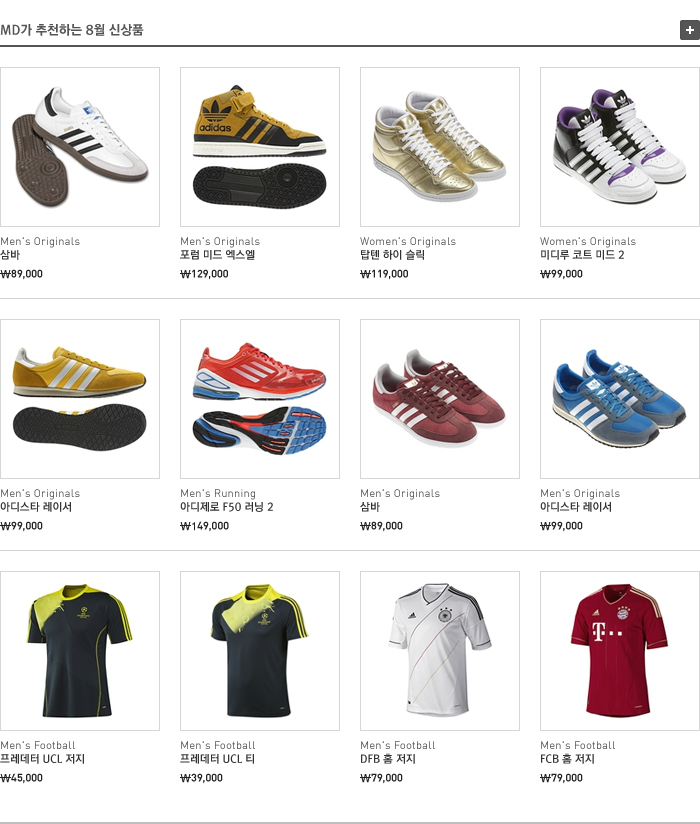 MD가 추천하는 8월 신상품
adidas
Men's Originals
삼바
₩89,000
Men's Originals
포럼 미드 엑스엘
₩129,000
Women's Originals
탑텐 하이 슬릭
₩119,000
Women's Originals
미디루 코트 미드 2
₩99,000
Men's Originals
아디스타 레이서
₩99,000
Men's Running
아디제로 F50 러닝 2
₩149,000
Men's Originals
삼바
₩89,000
Men's Originals
아디스타 레이서
₩99,000
T
Men's Football
프레데터 UCL 저지
₩45,000
Men's Football
프레데터 UCL 티
₩39,000
Men's Football
DFB 홈 저지
₩79,000
Men's Football
FCB 홈 저지
₩79,000